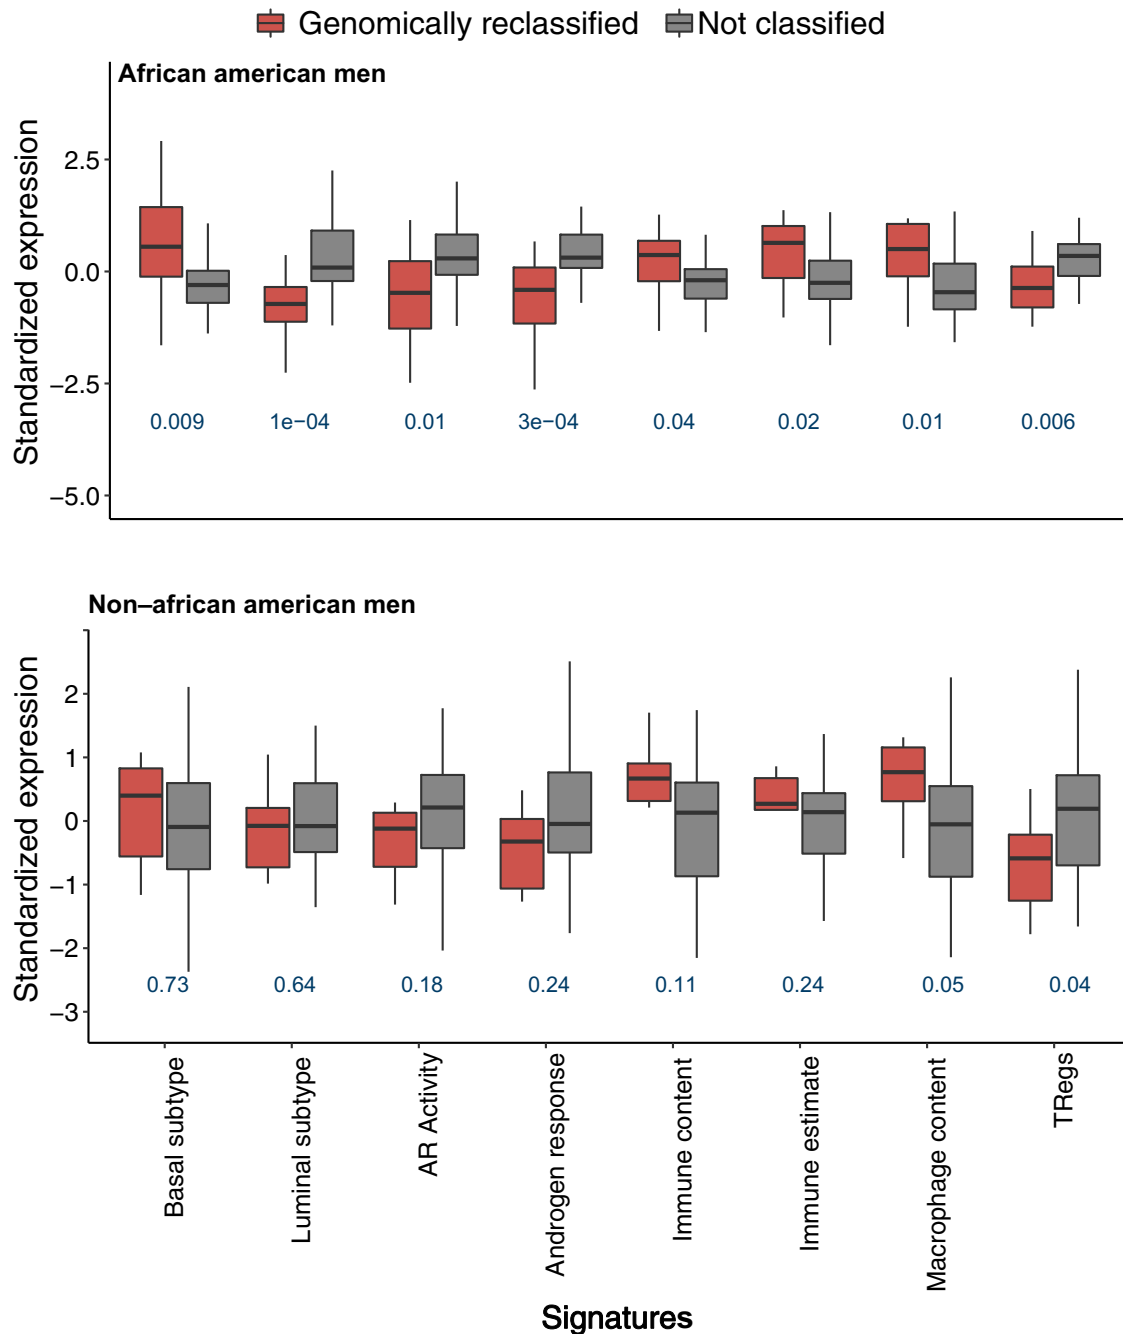 Genomically reclassified Not classified
African american men
Standardized expression
2.5
0.0
−2.5
−5.0
0.009 1e−04 0.01 3e−04 0.04 0.02 0.01 0.006
Non−african american men
Standardized expression
2
1
0
−1
−2
−3
0.73 0.64 0.18 0.24 0.11 0.24 0.05 0.04
Basal subtype
Luminal subtype
AR Activity
Androgen response
Immune content
Immune estimate
Macrophage content
TRegs
Signatures